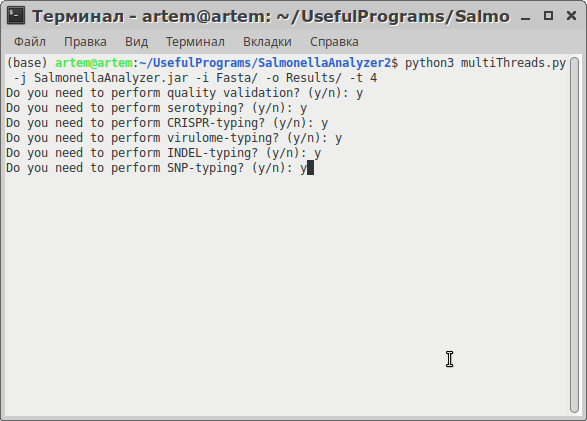 Терминал - artem@artem: ~/UsefulPrograms/Salmo
Файл Правка Вид Терминал Вкладки Справка
(base) artem@artem:~/UsefulPrograms/SalmonellaAnalyzer2$ python3 multiThreads.py
-j SalmonellaAnalyzer.jar -i Fasta/ -o Results/ -t 4
Do you need to perform quality validation? (y/n): y
Do you need to perform serotyping? (y/n): y
Do you need to perform CRISPR-typing? (y/n): y
Do you need to perform virulome-typing? (y/n): y
Do you need to perform INDEL-typing? (y/n): y
Do you need to perform SNP-typing? (y/n): y